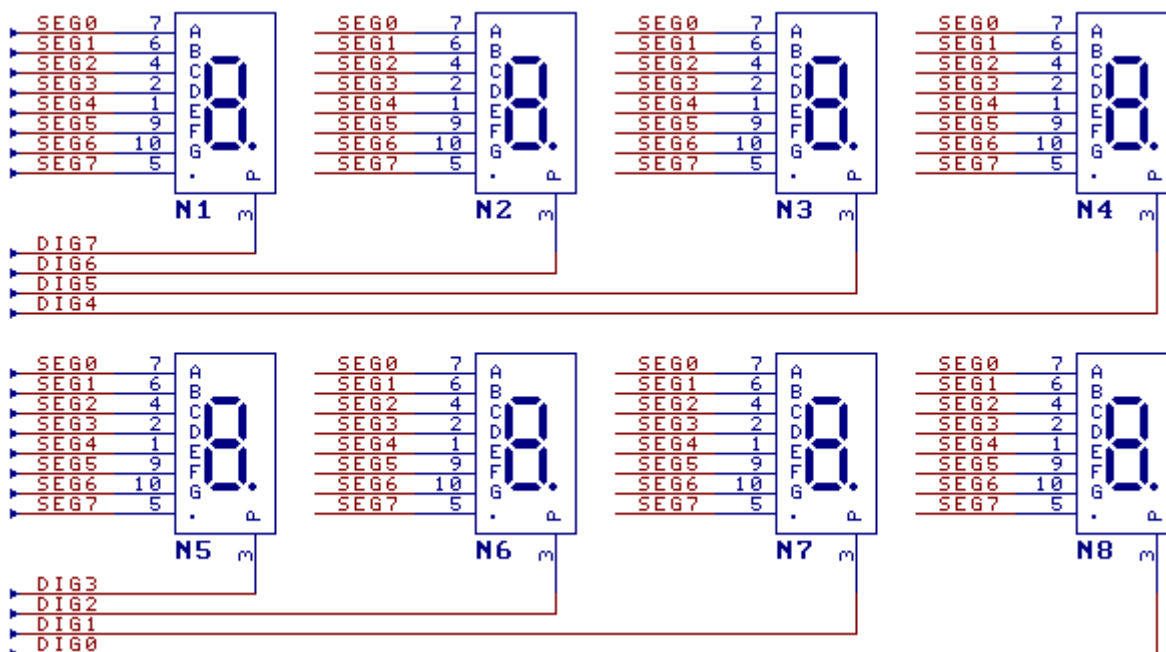 SEG0 7 A SEG0 7 A SEG0 7 A SEG0 7 A
SEG1 6 B SEG1 6 B SEG1 6 B SEG1 6 B
SEG2 4 C SEG2 4 C SEG2 4 C SEG2 4 C
SEG3 2 D SEG3 2 D SEG3 2 D SEG3 2 D
SEG4 1 E SEG4 1 E SEG4 1 E SEG4 1 E
SEG5 9 F SEG5 9 F SEG5 9 F SEG5 9 F
SEG6 10 G SEG6 10 G SEG6 10 G SEG6 10 G
SEG7 5 . P SEG7 5 . P SEG7 5 . P SEG7 5 . P
N1 3 N2 3 N3 3 N4 3
DIG7
DIG6
DIG5
DIG4
SEG0 7 A SEG0 7 A SEG0 7 A SEG0 7 A
SEG1 6 B SEG1 6 B SEG1 6 B SEG1 6 B
SEG2 4 C SEG2 4 C SEG2 4 C SEG2 4 C
SEG3 2 D SEG3 2 D SEG3 2 D SEG3 2 D
SEG4 1 E SEG4 1 E SEG4 1 E SEG4 1 E
SEG5 9 F SEG5 9 F SEG5 9 F SEG5 9 F
SEG6 10 G SEG6 10 G SEG6 10 G SEG6 10 G
SEG7 5 . P SEG7 5 . P SEG7 5 . P SEG7 5 . P
N5 3 N6 3 N7 3 N8 3
DIG3
DIG2
DIG1
DIG0